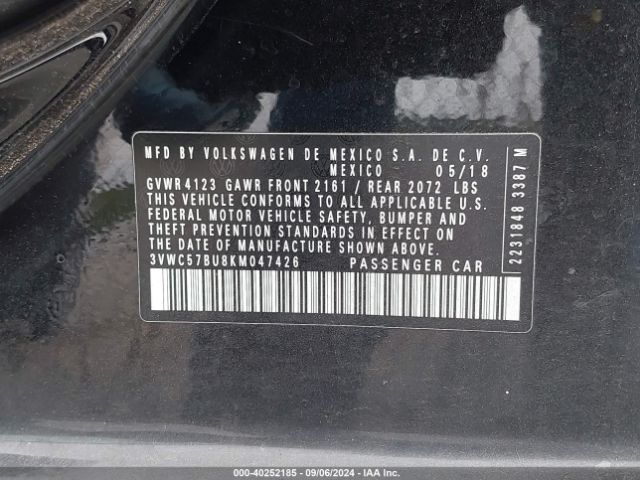 MFD BY VOLKSWAGEN DE MEXICO S.A. DE C.V.
MEXICO 05/18
GVWR 4123 GAWR FRONT 2161 / REAR 2072 LBS
THIS VEHICLE CONFORMS TO ALL APPLICABLE U.S.
FEDERAL MOTOR VEHICLE SAFETY, BUMPER AND
THEFT PREVENTION STANDARDS IN EFFECT ON
THE DATE OF MANUFACTURE SHOWN ABOVE.
3VWC57BU8KM047426 PASSENGER CAR
2231848 3387 M
000-40252185 - 09/06/2024 - IAA Inc.